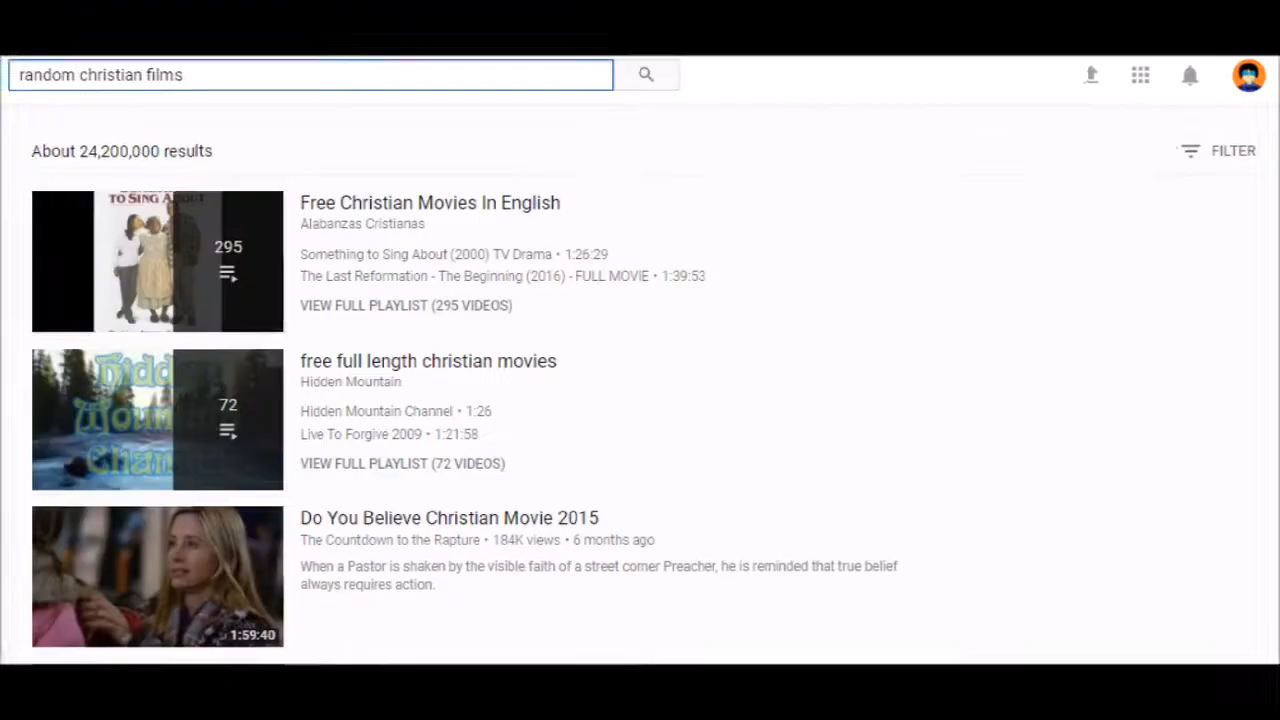 random christian films
About 24,200,000 results
FILTER
TO SING ABOUT
295
Free Christian Movies In English
Alabanzas Cristianas
Something to Sing About (2000) TV Drama • 1:26:29
The Last Reformation - The Beginning (2016) - FULL MOVIE • 1:39:53
VIEW FULL PLAYLIST (295 VIDEOS)
72
free full length christian movies
Hidden Mountain
Hidden Mountain Channel • 1:26
Live To Forgive 2009 • 1:21:58
VIEW FULL PLAYLIST (72 VIDEOS)
1:59:40
Do You Believe Christian Movie 2015
The Countdown to the Rapture • 184K views • 6 months ago
When a Pastor is shaken by the visible faith of a street corner Preacher, he is reminded that true belief
always requires action.